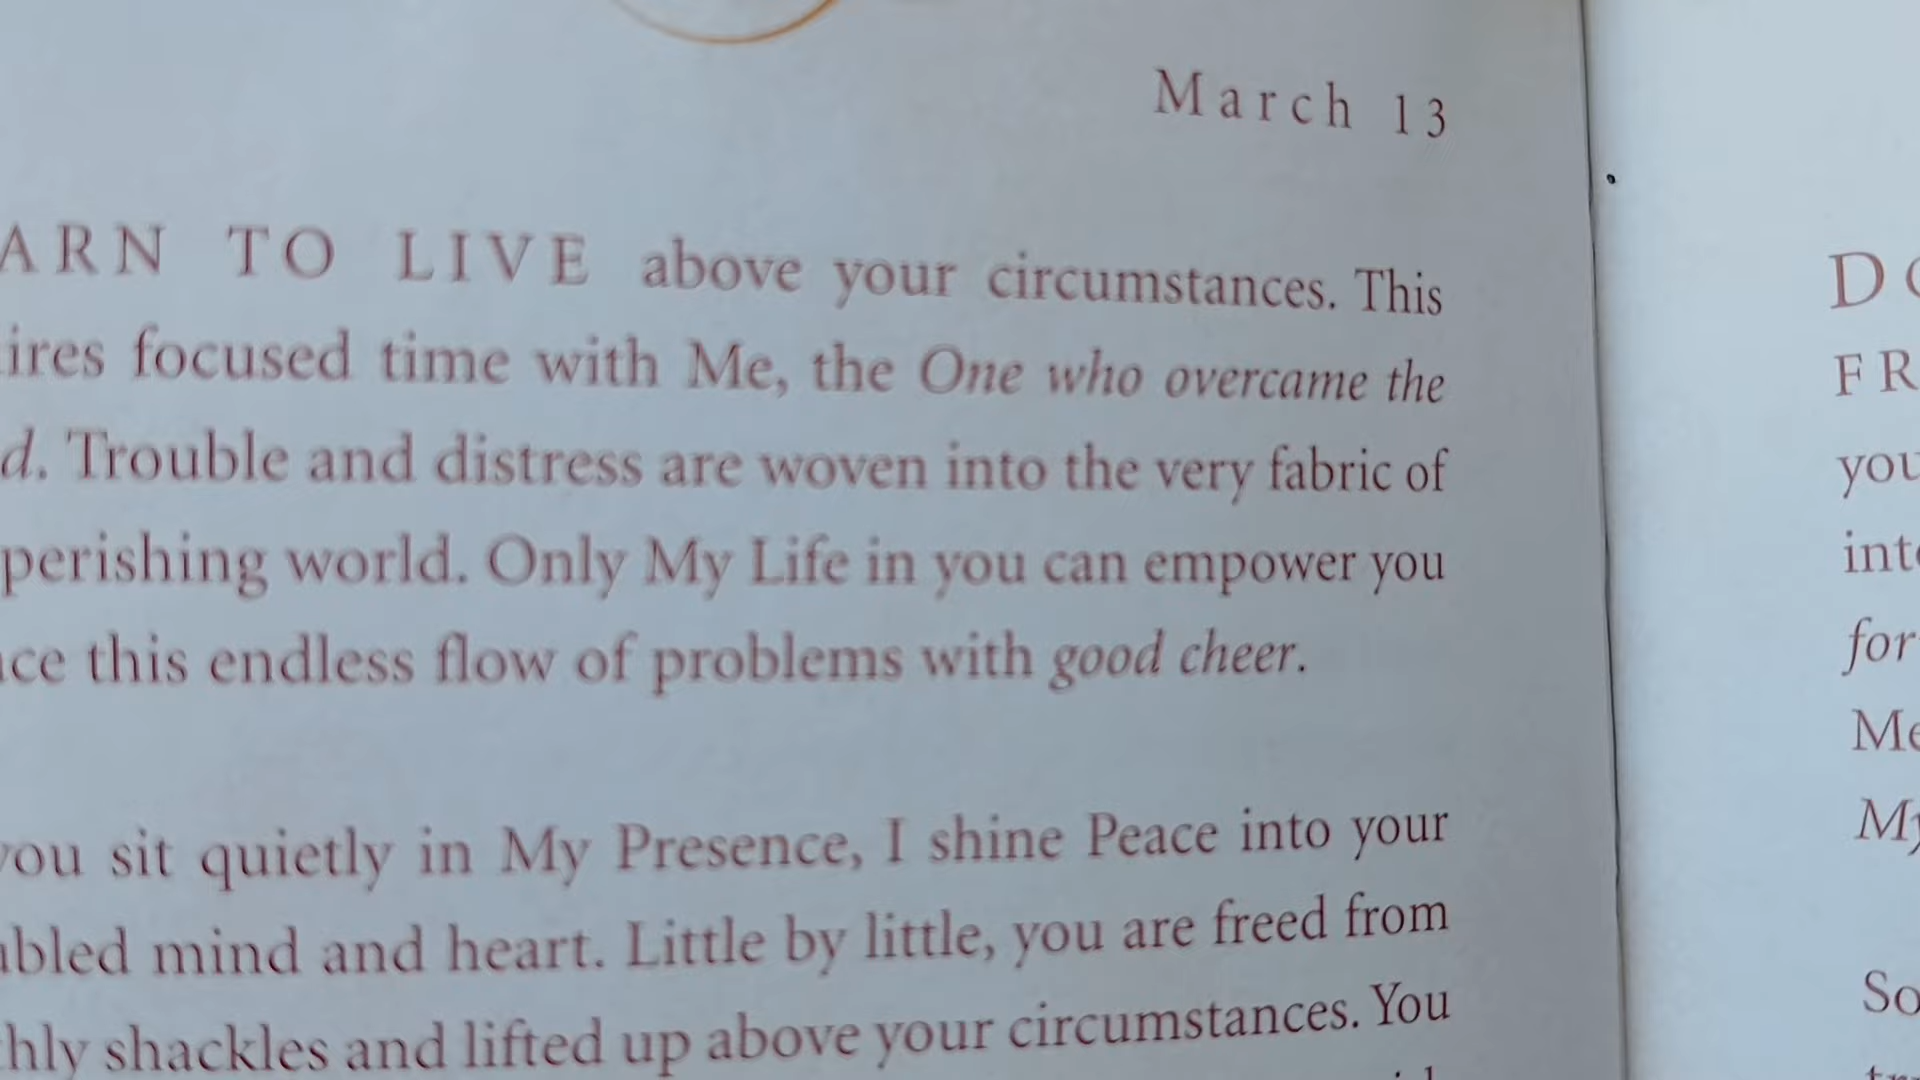 March 13
ARN TO LIVE above your circumstances. This
ires focused time with Me, the One who overcame the
d. Trouble and distress are woven into the very fabric of
perishing world. Only My Life in you can empower you
ce this endless flow of problems with good cheer.
you sit quietly in My Presence, I shine Peace into your
bled mind and heart. Little by little, you are freed from
hly shackles and lifted up above your circumstances. You
D
FR
you
int
for
Me
My
So